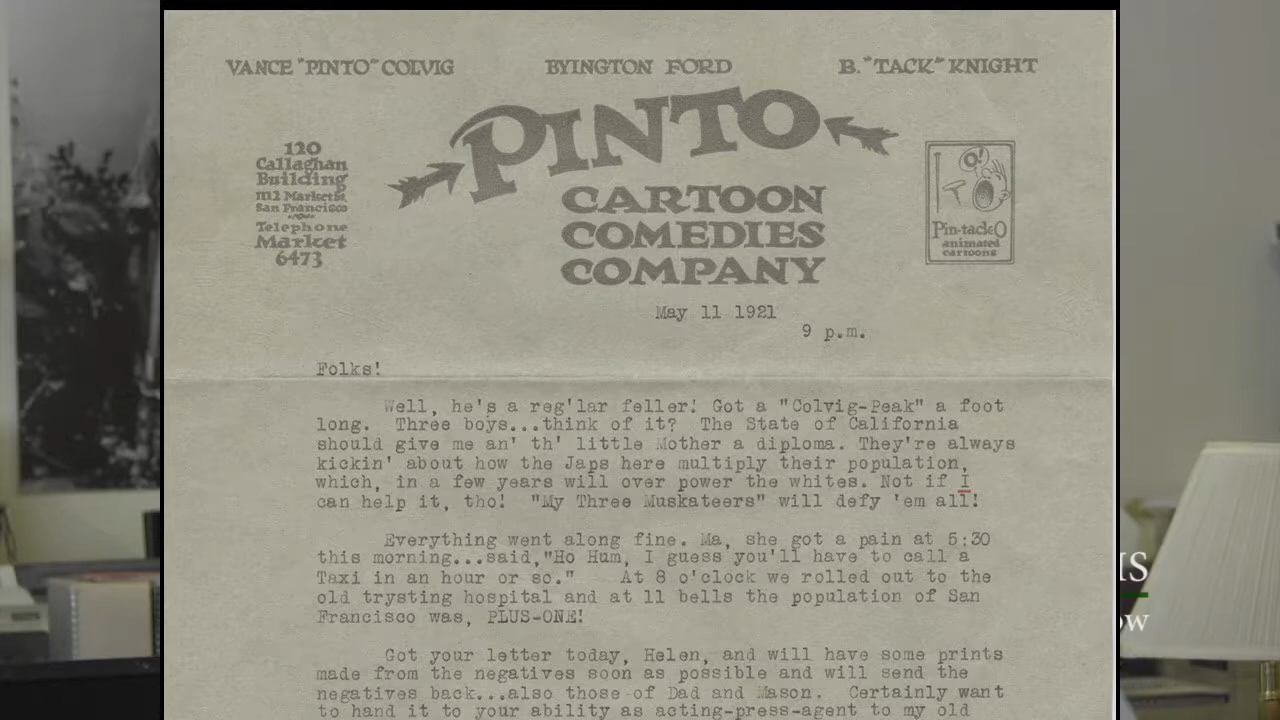 VANCE "PINTO" COLVIG
BYINGTON FORD
B. "TACK" KNIGHT
PINTO
CARTOON
COMEDIES
COMPANY
120
Callaghan
Building
1112 Market St.
San Francisco
Telephone
Market
6473
O!
Pin-tack-O
animated
cartoons
May 11 1921
9 p.m.
Folks!
Well, he's a reg'lar feller! Got a "Colvig-Peak" a foot
long. Three boys...think of it? The State of California
should give me an' th' little Mother a diploma. They're always
kickin' about how the Japs here multiply their population,
which, in a few years will over power the whites. Not if I
can help it, tho! "My Three Muskateers" will defy 'em all!
Everything went along fine. Ma, she got a pain at 5:30
this morning...said,"Ho Hum, I guess you'll have to call a
Taxi in an hour or so." At 8 o'clock we rolled out to the
old trysting hospital and at 11 bells the population of San
Francisco was, PLUS-ONE!
Got your letter today, Helen, and will have some prints
made from the negatives soon as possible and will send the
negatives back...also those of Dad and Mason. Certainly want
to hand it to your ability as acting-press-agent to my old